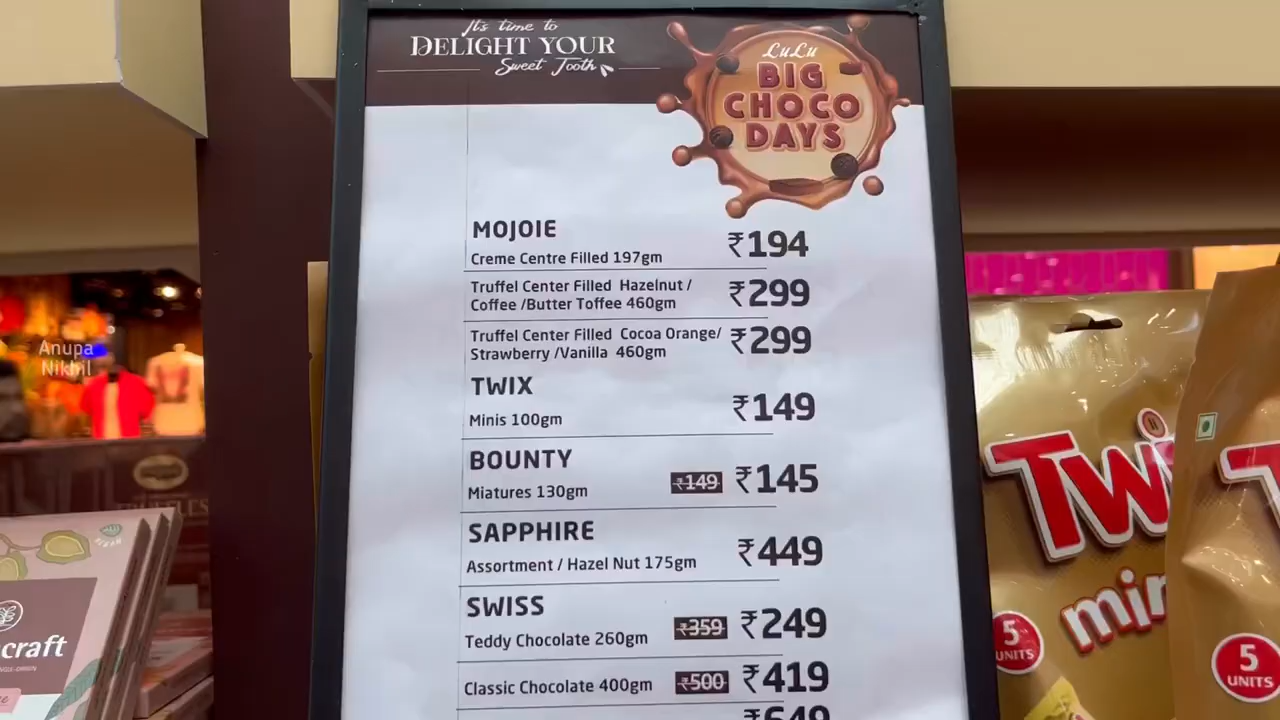 It's time to
DELIGHT YOUR
Sweet Tooth
LuLu
BIG
CHOCO
DAYS
MOJOIE
Creme Centre Filled 197gm
₹194
Truffel Center Filled Hazelnut /
Coffee /Butter Toffee 460gm
₹299
Truffel Center Filled Cocoa Orange/
Strawberry /Vanilla 460gm
₹299
TWIX
Minis 100gm
₹149
BOUNTY
Miatures 130gm
₹149 ₹145
SAPPHIRE
Assortment / Hazel Nut 175gm
₹449
SWISS
Teddy Chocolate 260gm
₹359 ₹249
Classic Chocolate 400gm
₹500 ₹419
₹649
Anupa
Nikhil
craft
Twi
min
5
UNITS
T
5
UNITS